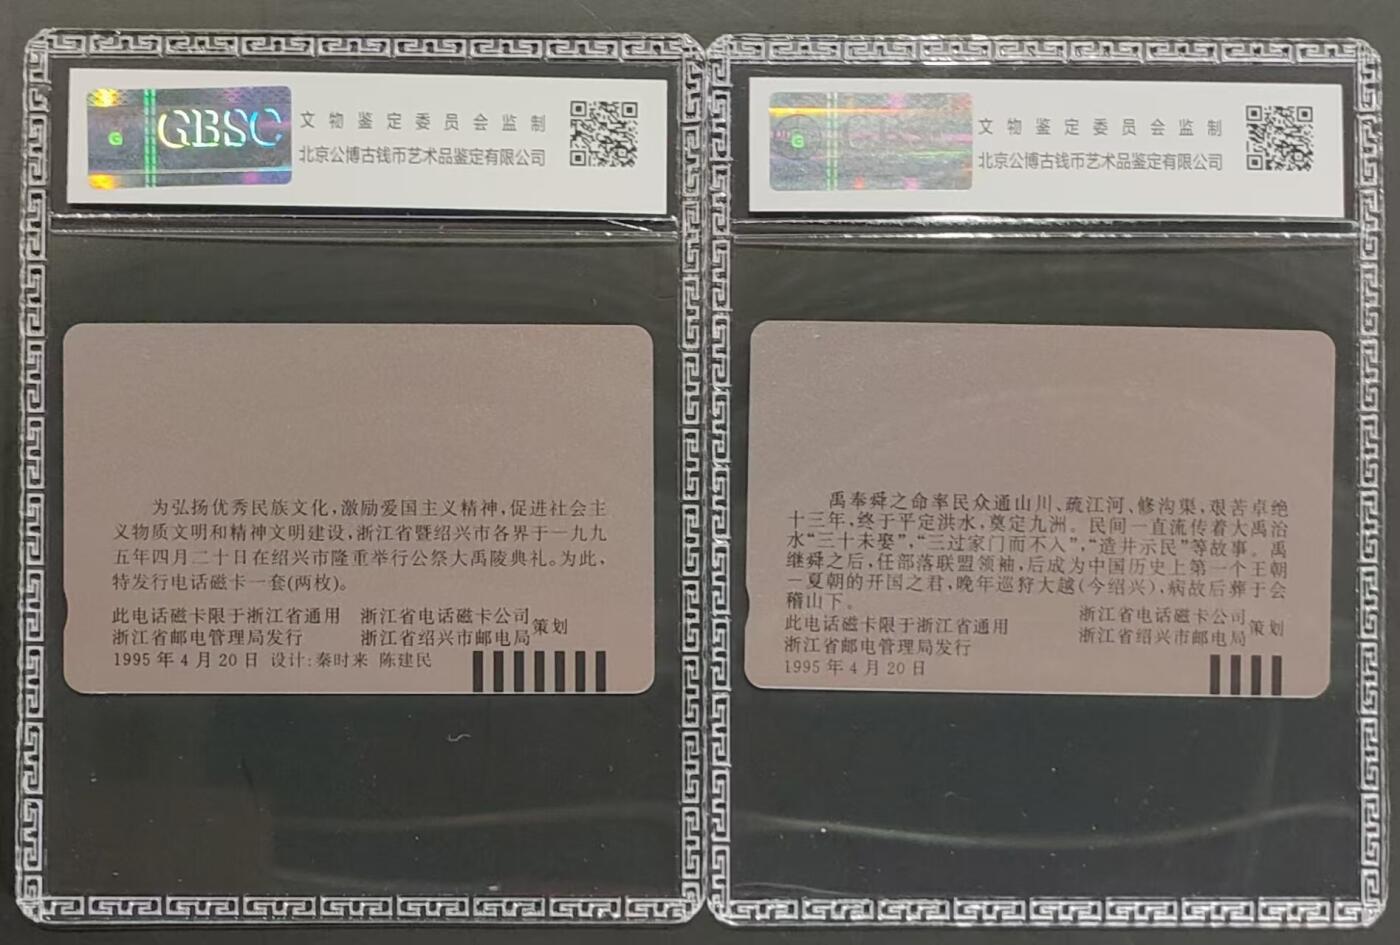 GBSC
文物鉴定委员会监制
北京公博古钱币艺术品鉴定有限公司
为弘扬优秀民族文化，激励爱国主义精神，促进社会主
义物质文明和精神文明建设，浙江省暨绍兴市各界于一九九
五年四月二十日在绍兴市隆重举行公祭大禹陵典礼。为此，
特发行电话磁卡一套(两枚)。
此电话磁卡限于浙江省通用 浙江省电话磁卡公司
浙江省邮电管理局发行 浙江省绍兴市邮电局 策划
1995 年 4 月 20 日 设计:秦时来 陈建民
GBSC
文物鉴定委员会监制
北京公博古钱币艺术品鉴定有限公司
禹奉舜之命率民众通山川、疏江河、修沟渠，艰苦卓绝
十三年，终于平定洪水，奠定九洲。民间一直流传着大禹治
水“三十未娶”，“三过家门而不入”，“造井示民”等故事。禹
继舜之后，任部落联盟领袖，后成为中国历史上第一个王朝
－夏朝的开国之君，晚年巡狩大越(今绍兴)，病故后葬于会
稽山下。
浙江省电话磁卡公司
此电话磁卡限于浙江省通用 浙江省绍兴市邮电局 策划
浙江省邮电管理局发行
1995 年 4 月 20 日